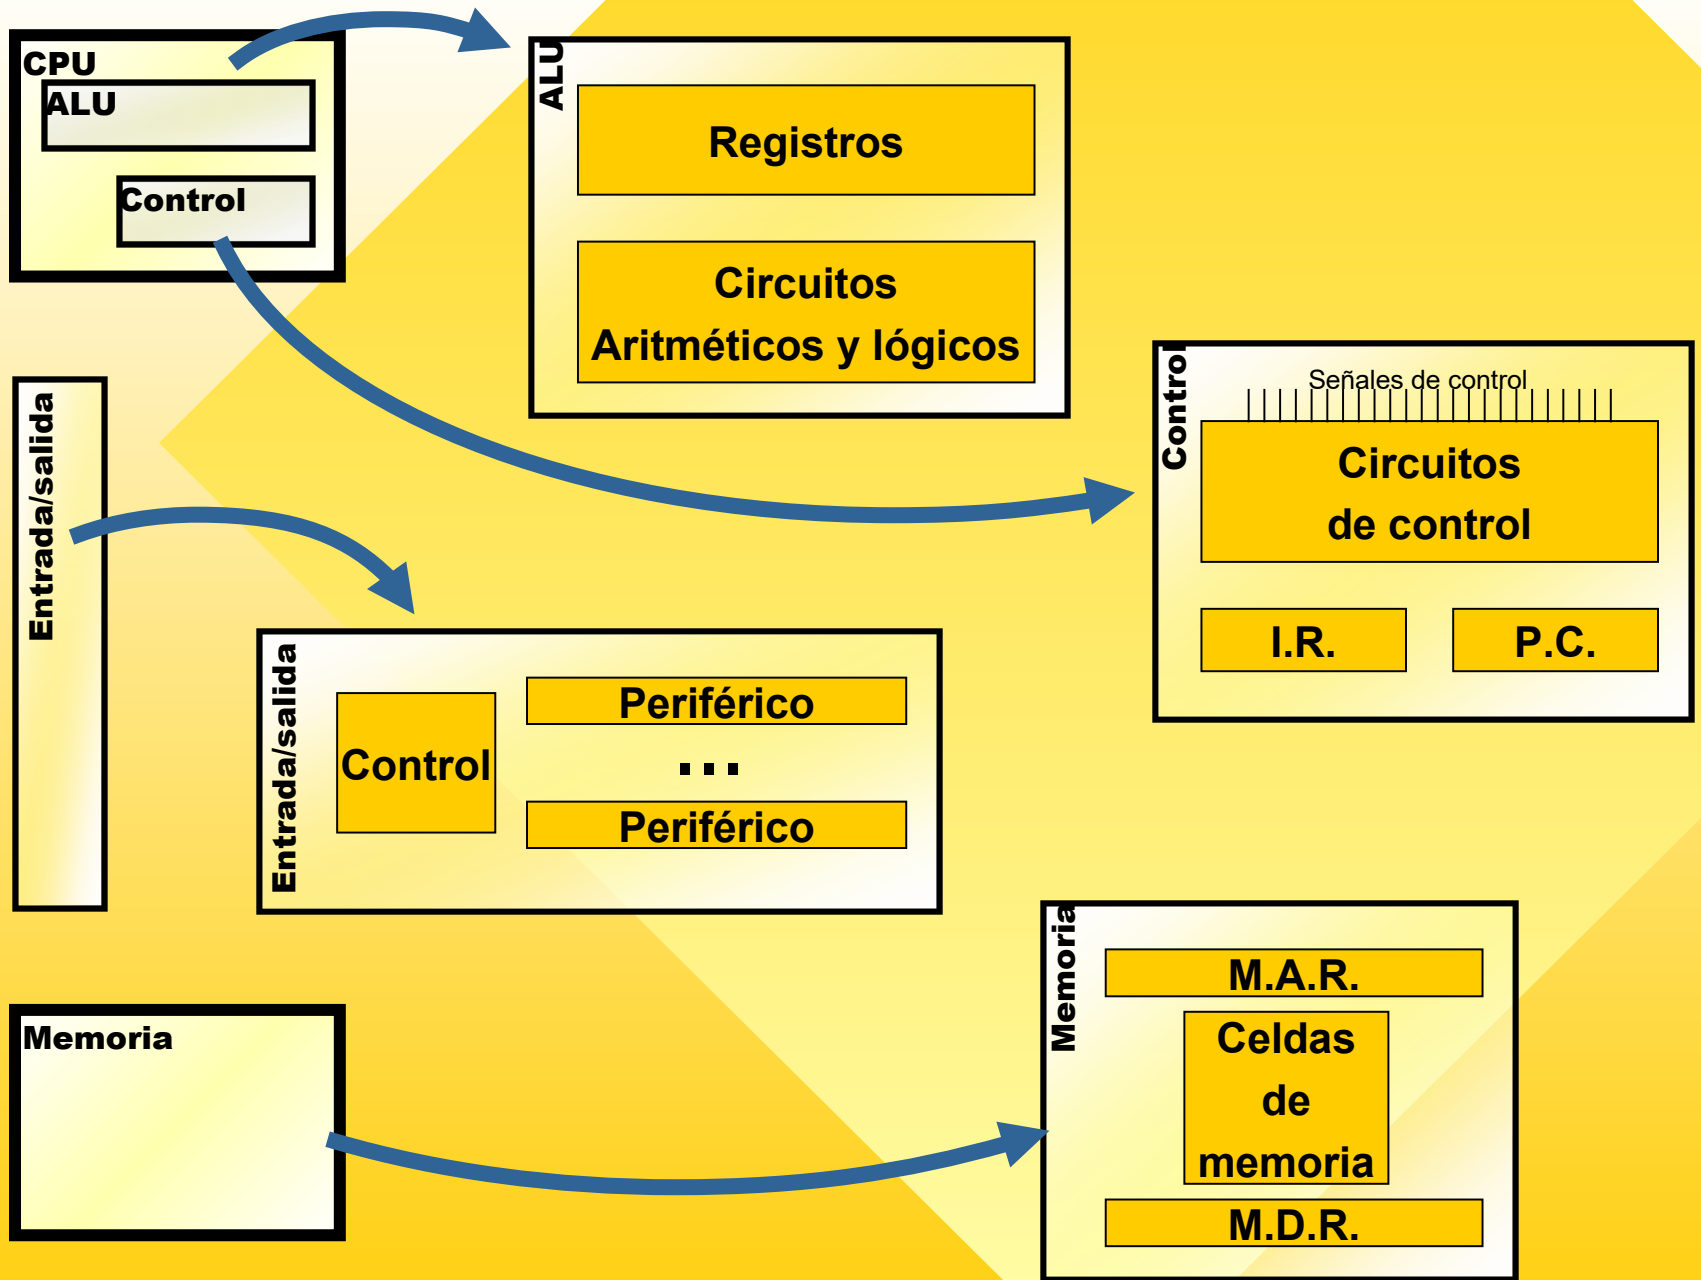 CPU
ALU
Control
ALU
Registros
Circuitos
Aritméticos y lógicos
Control
Señales de control
Circuitos
de control
I.R.
P.C.
Entrada/salida
Entrada/salida
Control
Periférico
...
Periférico
Memoria
Memoria
M.A.R.
Celdas
de
memoria
M.D.R.